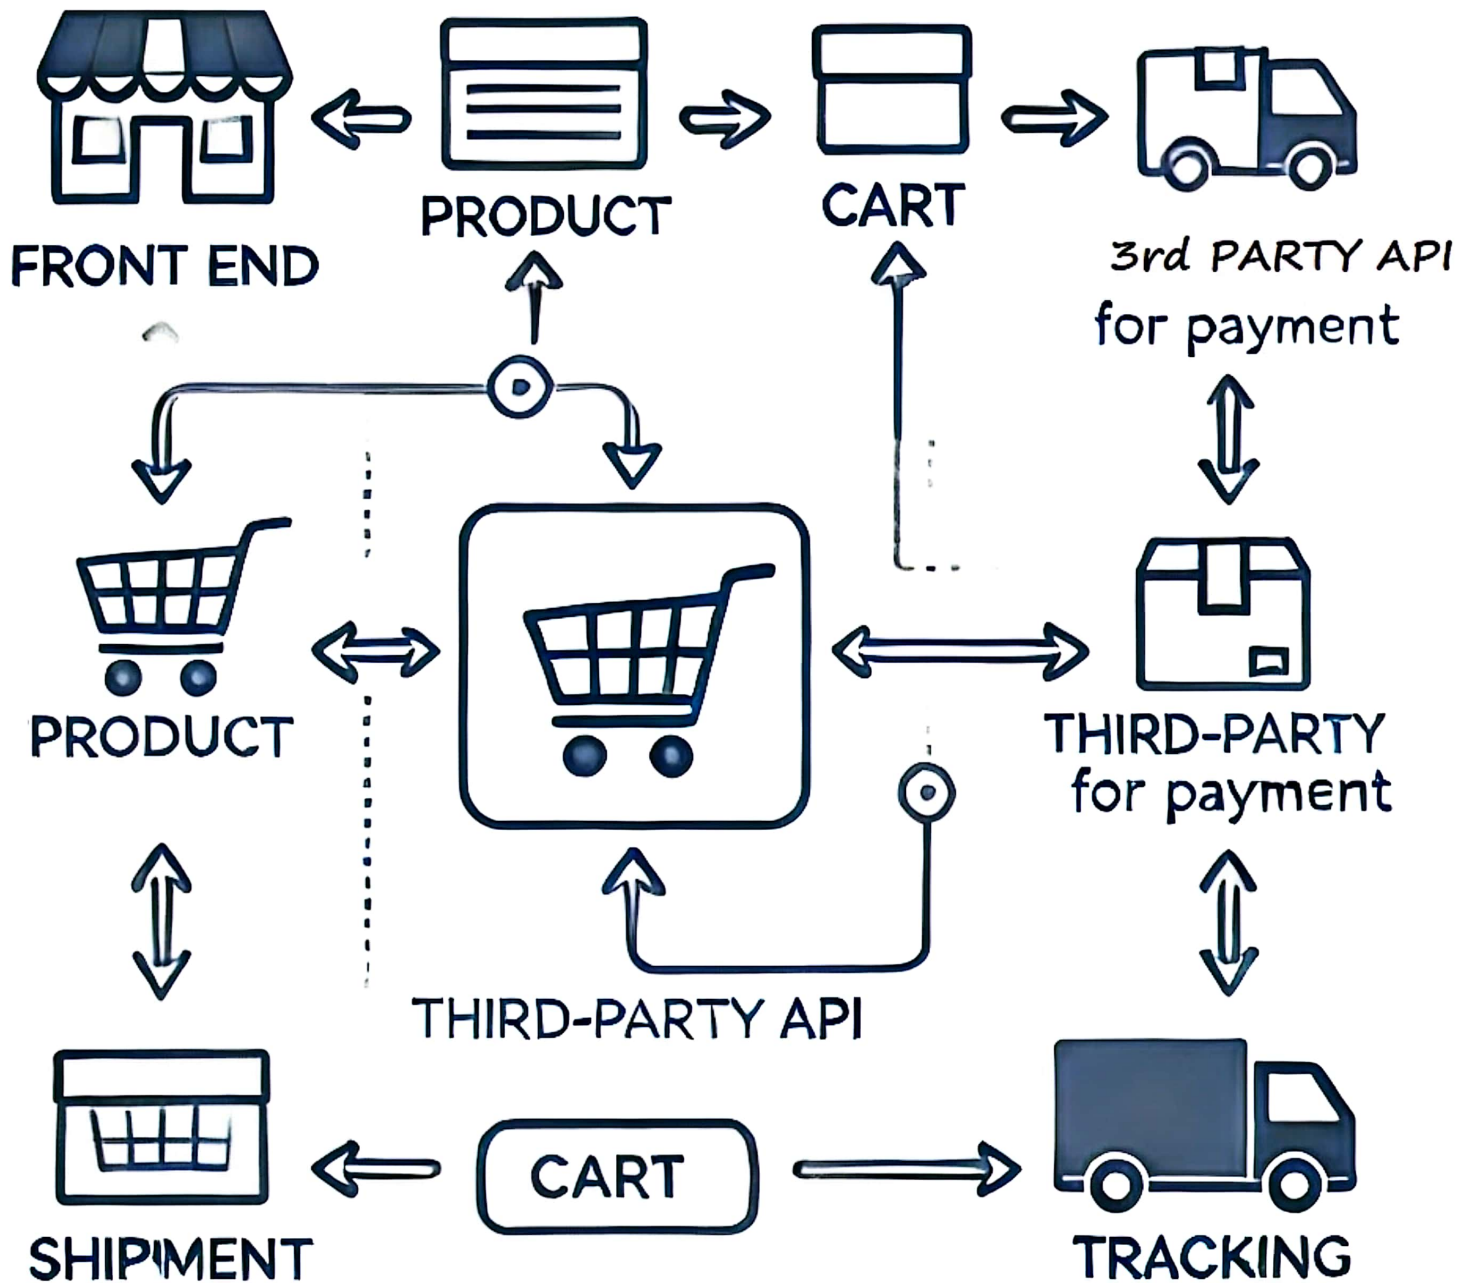 FRONT END
PRODUCT
CART
3rd PARTY API
for payment
PRODUCT
THIRD-PARTY
for payment
THIRD-PARTY API
SHIPMENT
CART
TRACKING